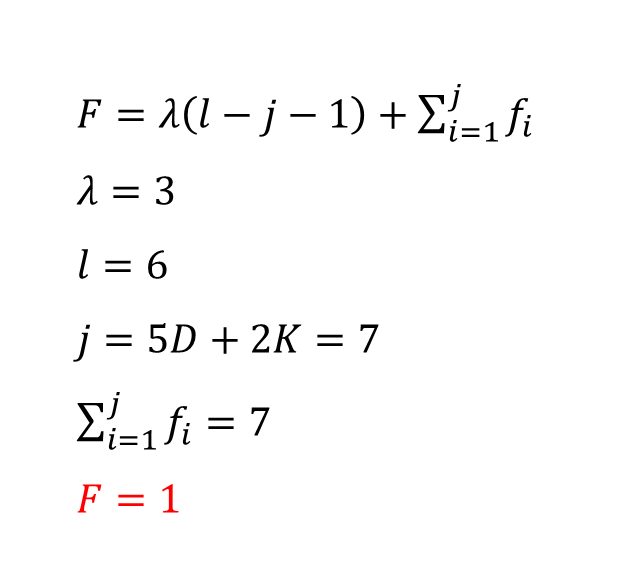 F = λ(l − j − 1) + ∑_{i=1}^{j} f_i
λ = 3
l = 6
j = 5D + 2K = 7
∑_{i=1}^{j} f_i = 7
F = 1